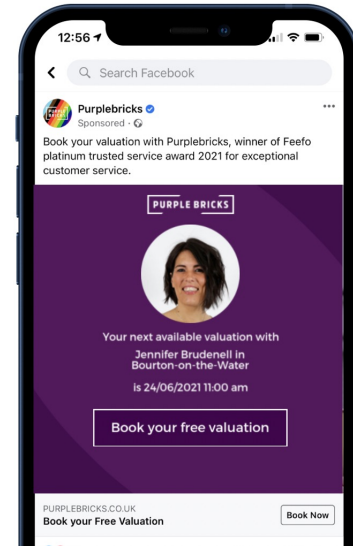 12:56
Search Facebook
Purplebricks
Sponsored ·
Book your valuation with Purplebricks, winner of Feefo
platinum trusted service award 2021 for exceptional
customer service.
PURPLE BRICKS
Your next available valuation with
Jennifer Brudenell in
Bourton-on-the-Water
is 24/06/2021 11:00 am
Book your free valuation
PURPLEBRICKS.CO.UK
Book your Free Valuation
Book Now